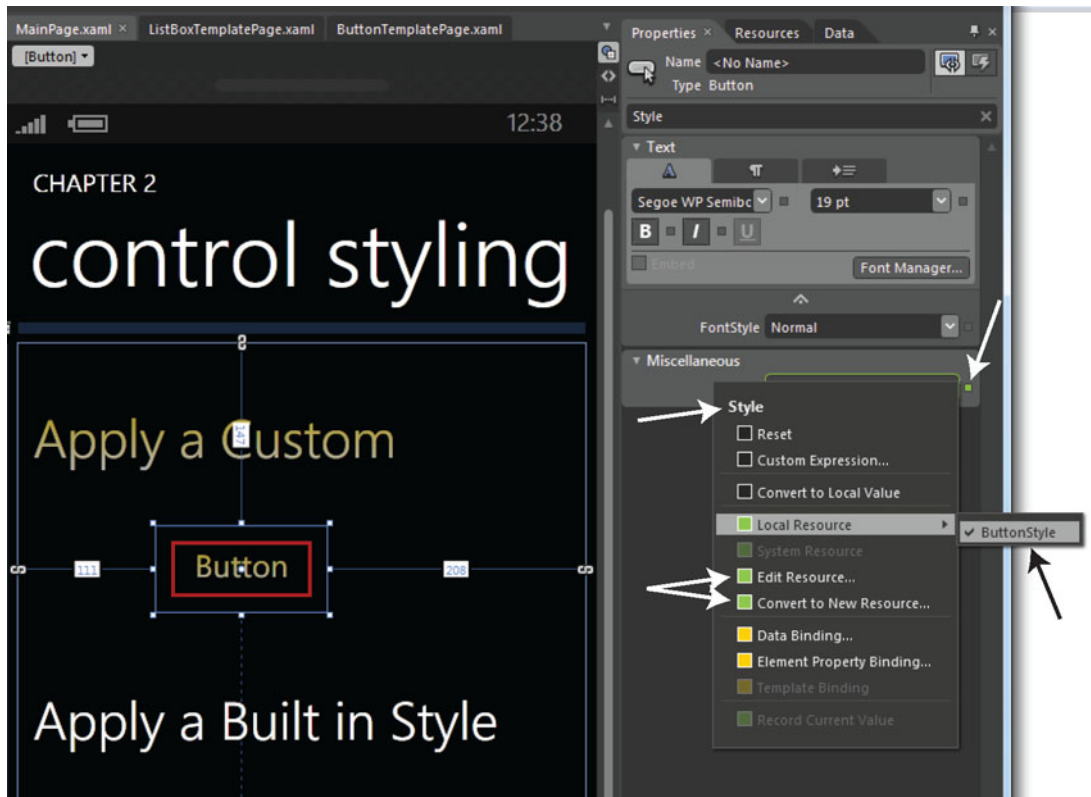 MainPage.xaml × ListBoxTemplatePage.xaml ButtonTemplatePage.xaml
[Button]
12:38
CHAPTER 2
control styling
Apply a Custom
147
111
Button
208
Apply a Built in Style
Properties × Resources Data
Name <No Name>
Type Button
Style
Text
A ¶
Segoe WP Semibc 19 pt
B I U
Embed
Font Manager...
FontStyle Normal
Miscellaneous
Style
Reset
Custom Expression...
Convert to Local Value
Local Resource
✓ ButtonStyle
System Resource
Edit Resource...
Convert to New Resource...
Data Binding...
Element Property Binding...
Template Binding
Record Current Value